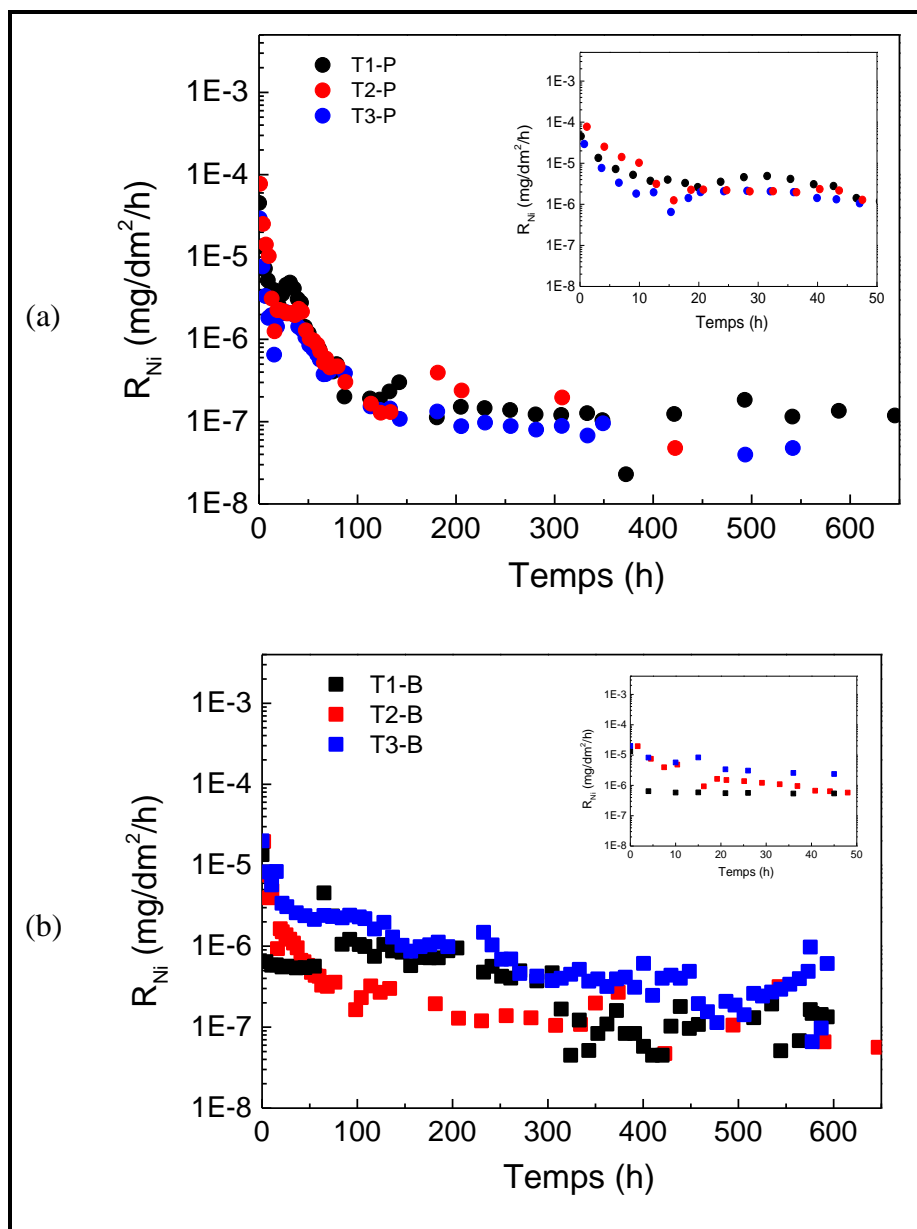 (a)
R_Ni (mg/dm²/h)
1E-3
1E-4
1E-5
1E-6
1E-7
1E-8
T1-P
T2-P
T3-P
0 100 200 300 400 500 600
Temps (h)
R_Ni (mg/dm²/h)
1E-3
1E-4
1E-5
1E-6
1E-7
1E-8
0 10 20 30 40 50
Temps (h)
(b)
R_Ni (mg/dm²/h)
1E-3
1E-4
1E-5
1E-6
1E-7
1E-8
T1-B
T2-B
T3-B
0 100 200 300 400 500 600
Temps (h)
R_Ni (mg/dm²/h)
1E-3
1E-4
1E-5
1E-6
1E-7
1E-8
0 10 20 30 40 50
Temps (h)